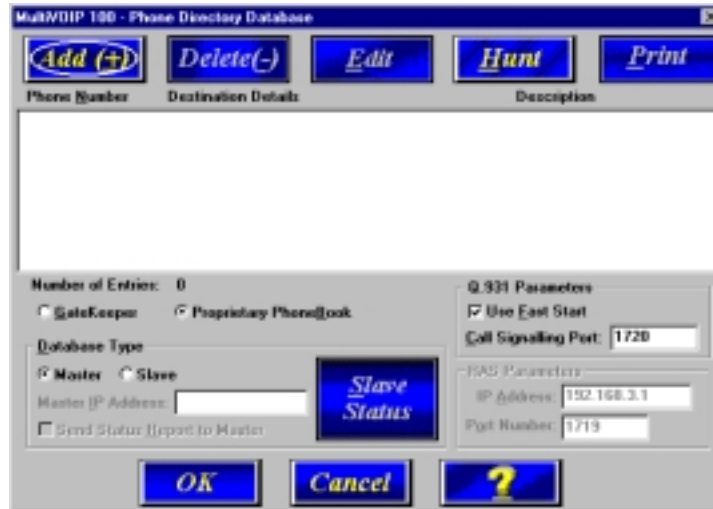 MultiVOIP 100 - Phone Directory Database
Add (+) Delete(-) Edit Hunt Print
Phone Number Destination Details Description
Number of Entries: 0
GateKeeper Proprietary PhoneBook
Database Type
Master Slave
Master IP Address:
Send Status Report to Master
Slave Status
Q.931 Parameters
Use Fast Start
Call Signalling Port: 1720
RAS Parameters
IP Address: 192.168.3.1
Port Number: 1719
OK Cancel ?